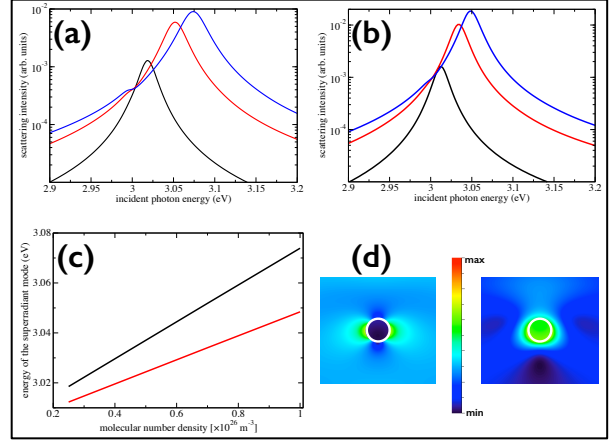 (a)
scattering intensity (arb. units)
10⁻²
10⁻³
10⁻⁴
2.9 2.95 3 3.05 3.1 3.15 3.2
incident photon energy (eV)
(b)
scattering intensity (arb. units)
10⁻²
10⁻³
10⁻⁴
2.9 2.95 3 3.05 3.1 3.15 3.2
incident photon energy (eV)
(c)
energy of the superradiant mode (eV)
3.08
3.06
3.04
3.02
0.2 0.4 0.6 0.8 1
molecular number density [×10²⁶ m⁻³]
(d)
max
min